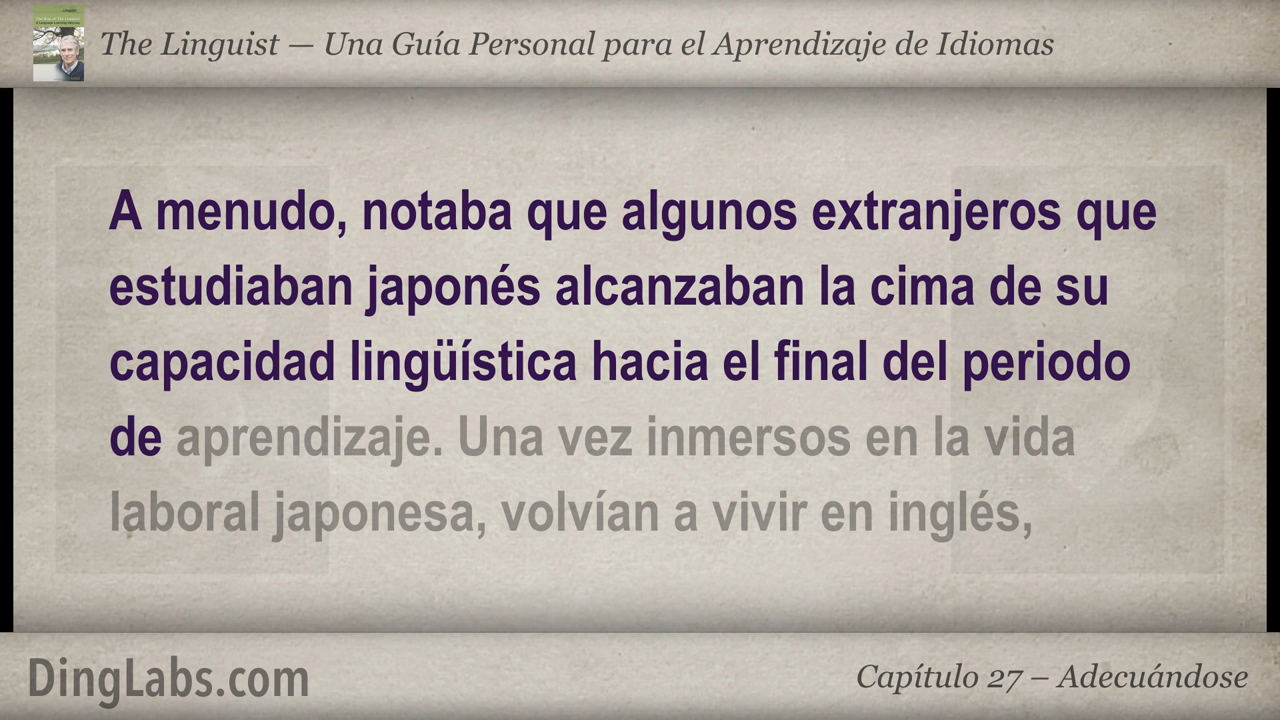 The Linguist — Una Guía Personal para el Aprendizaje de Idiomas
A menudo, notaba que algunos extranjeros que
estudiaban japonés alcanzaban la cima de su
capacidad lingüística hacia el final del periodo
de aprendizaje. Una vez inmersos en la vida
laboral japonesa, volvían a vivir en inglés,
DingLabs.com
Capítulo 27 – Adecuándose